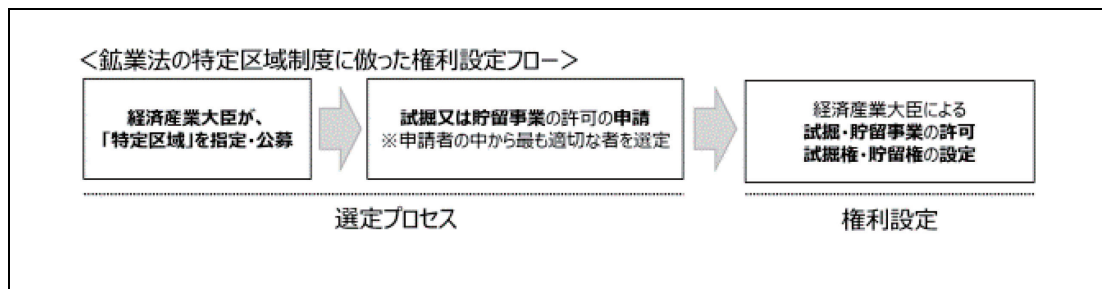 ＜鉱業法の特定区域制度に倣った権利設定フロー＞
経済産業大臣が、
「特定区域」を指定・公募
試掘又は貯留事業の許可の申請
※申請者の中から最も適切な者を選定
経済産業大臣による
試掘・貯留事業の許可
試掘権・貯留権の設定
選定プロセス
権利設定